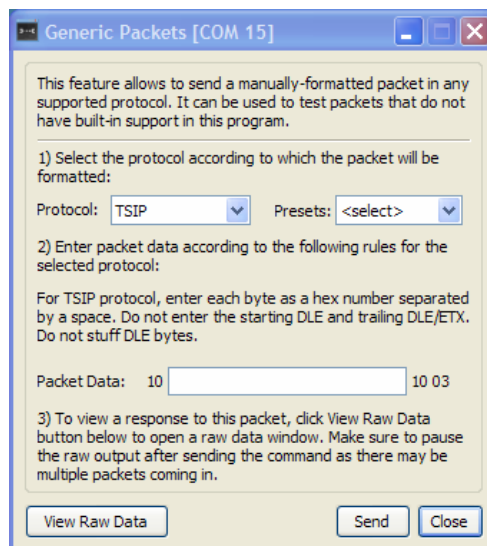 Generic Packets [COM 15]
This feature allows to send a manually-formatted packet in any
supported protocol. It can be used to test packets that do not
have built-in support in this program.
1) Select the protocol according to which the packet will be
formatted:
Protocol: TSIP Presets: <select>
2) Enter packet data according to the following rules for the
selected protocol:
For TSIP protocol, enter each byte as a hex number separated
by a space. Do not enter the starting DLE and trailing DLE/ETX.
Do not stuff DLE bytes.
Packet Data: 10 10 03
3) To view a response to this packet, click View Raw Data
button below to open a raw data window. Make sure to pause
the raw output after sending the command as there may be
multiple packets coming in.
View Raw Data Send Close